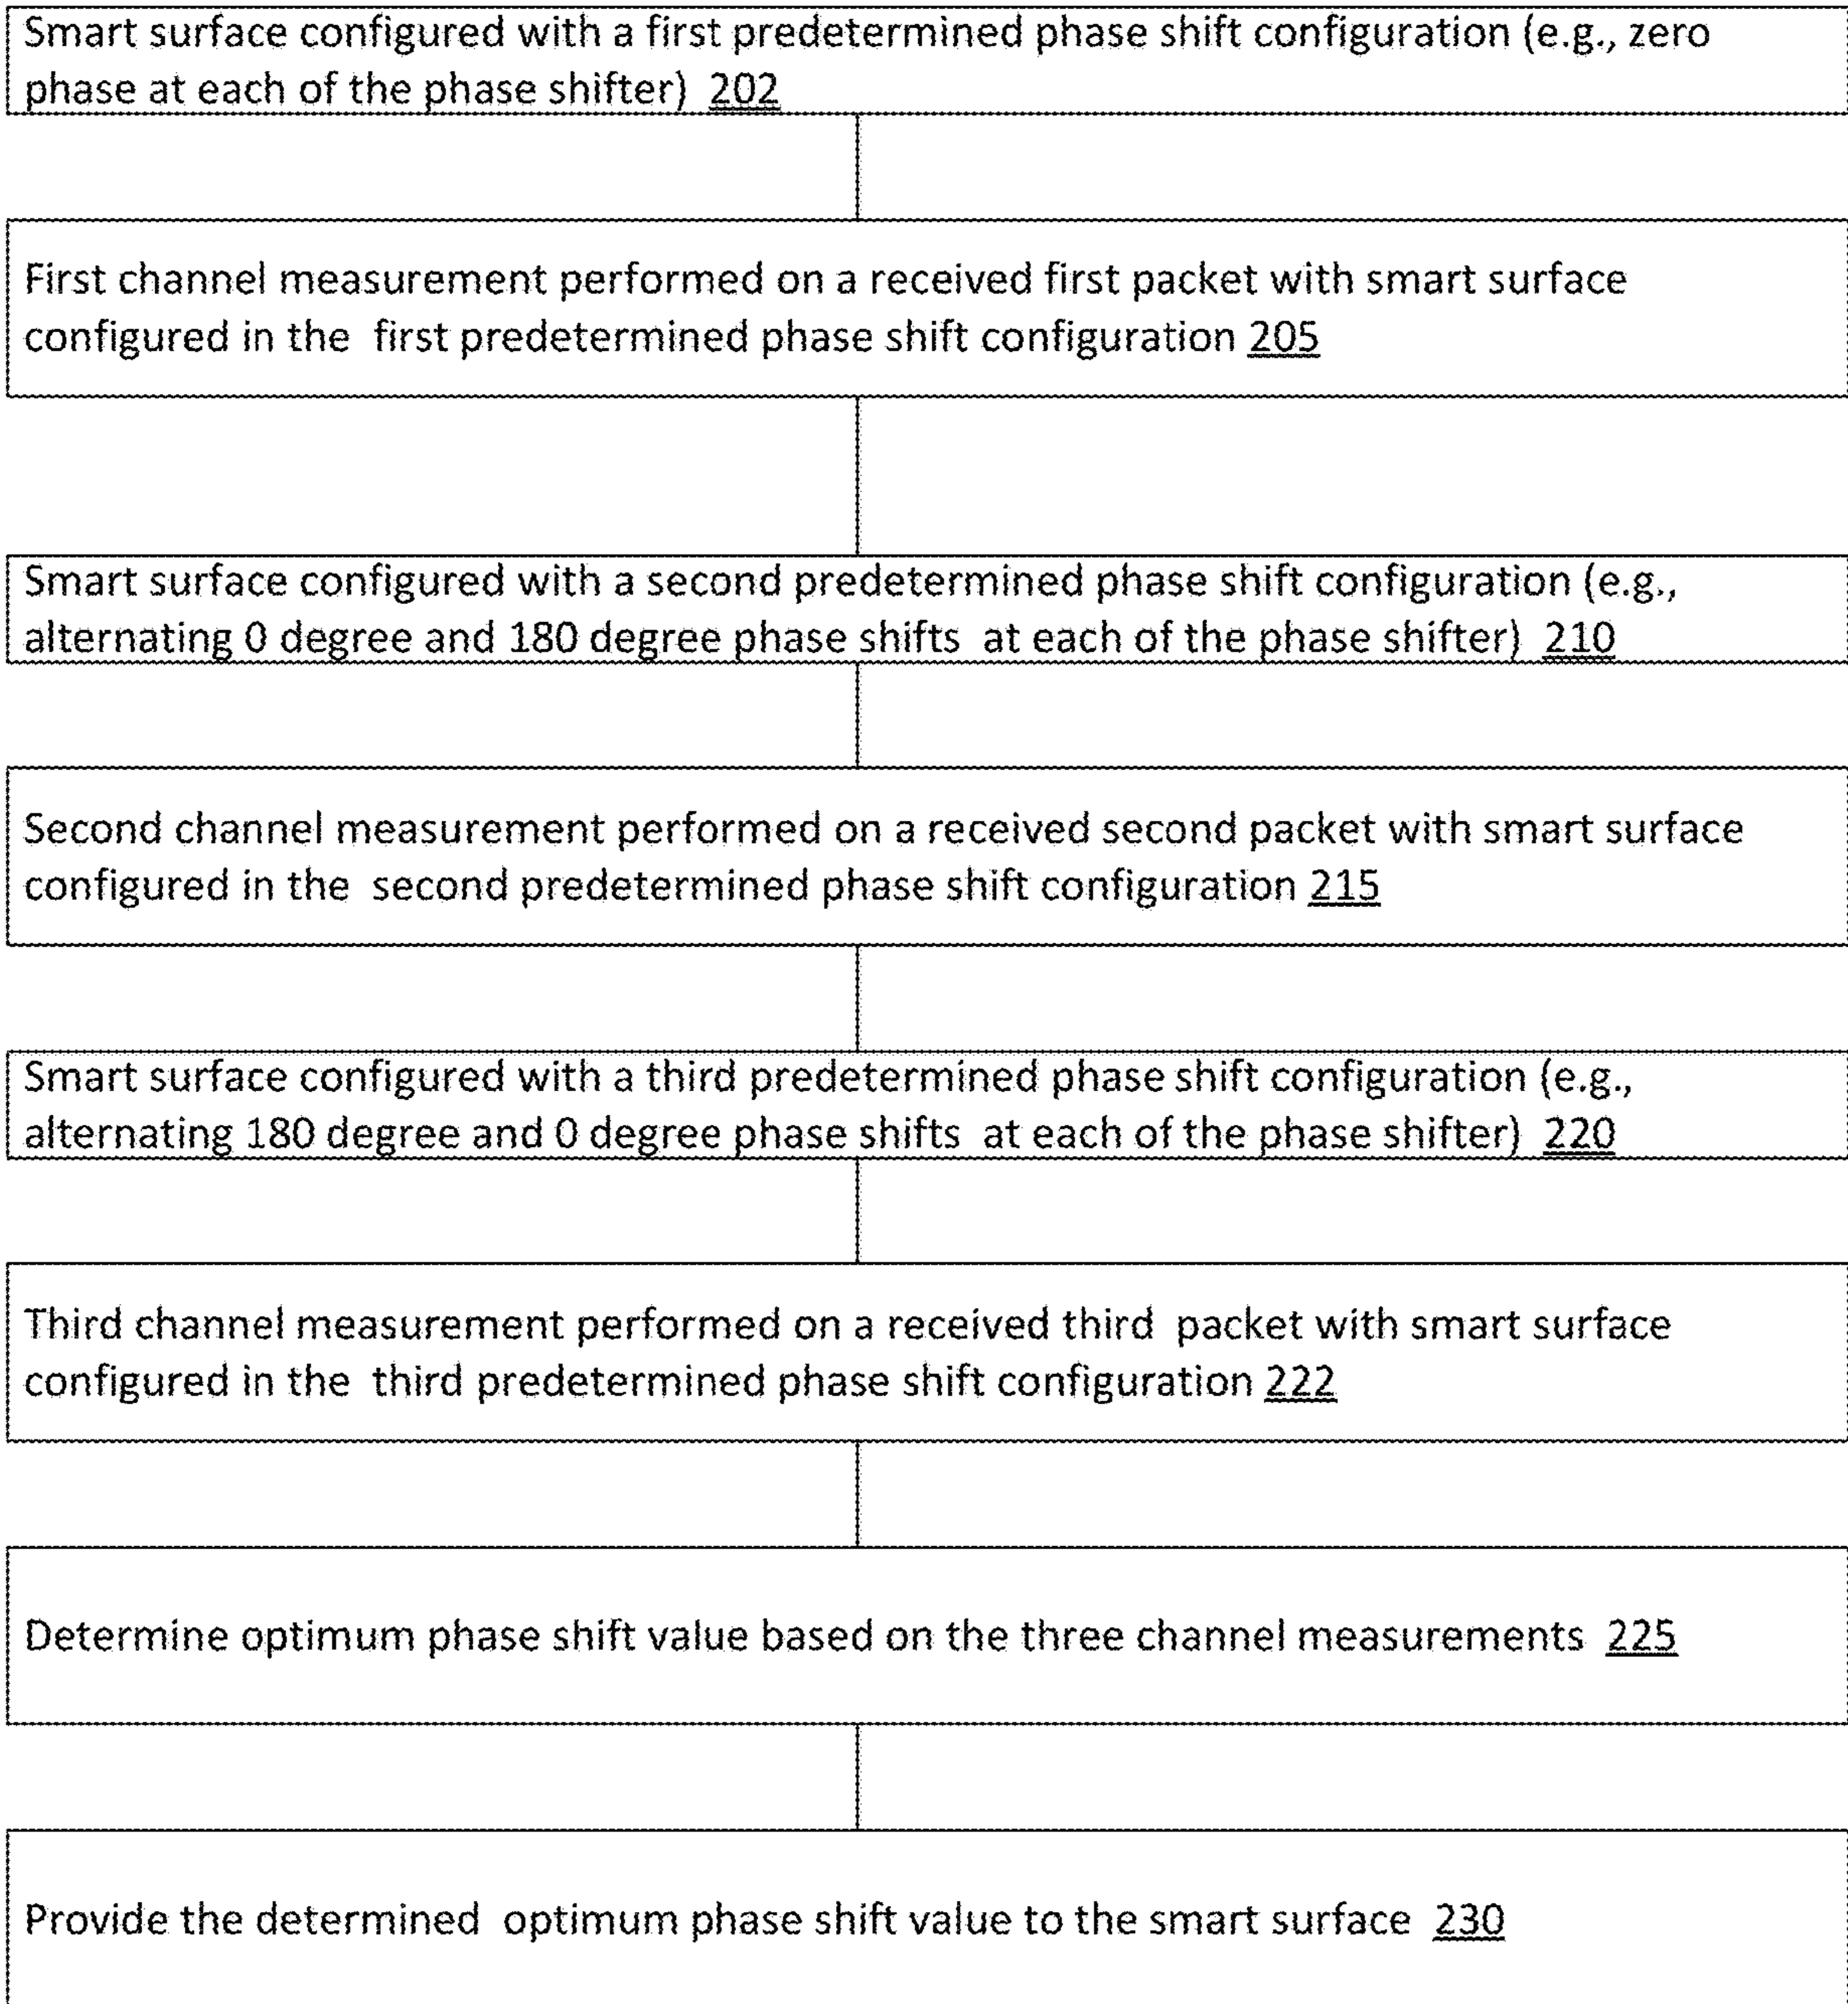 Smart surface configured with a first predetermined phase shift configuration (e.g., zero
phase at each of the phase shifter) 202
First channel measurement performed on a received first packet with smart surface
configured in the first predetermined phase shift configuration 205
Smart surface configured with a second predetermined phase shift configuration (e.g.,
alternating 0 degree and 180 degree phase shifts at each of the phase shifter) 210
Second channel measurement performed on a received second packet with smart surface
configured in the second predetermined phase shift configuration 215
Smart surface configured with a third predetermined phase shift configuration (e.g.,
alternating 180 degree and 0 degree phase shifts at each of the phase shifter) 220
Third channel measurement performed on a received third packet with smart surface
configured in the third predetermined phase shift configuration 222
Determine optimum phase shift value based on the three channel measurements 225
Provide the determined optimum phase shift value to the smart surface 230